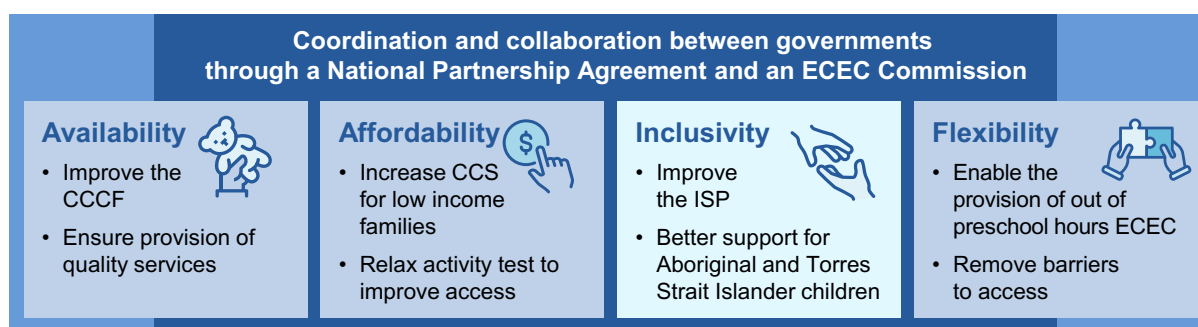 Coordination and collaboration between governments
through a National Partnership Agreement and an ECEC Commission
Availability
• Improve the
CCCF
• Ensure provision of
quality services
Affordability
$
• Increase CCS
for low income
families
• Relax activity test to
improve access
Inclusivity
• Improve
the ISP
• Better support for
Aboriginal and Torres
Strait Islander children
Flexibility
• Enable the
provision of out of
preschool hours ECEC
• Remove barriers
to access